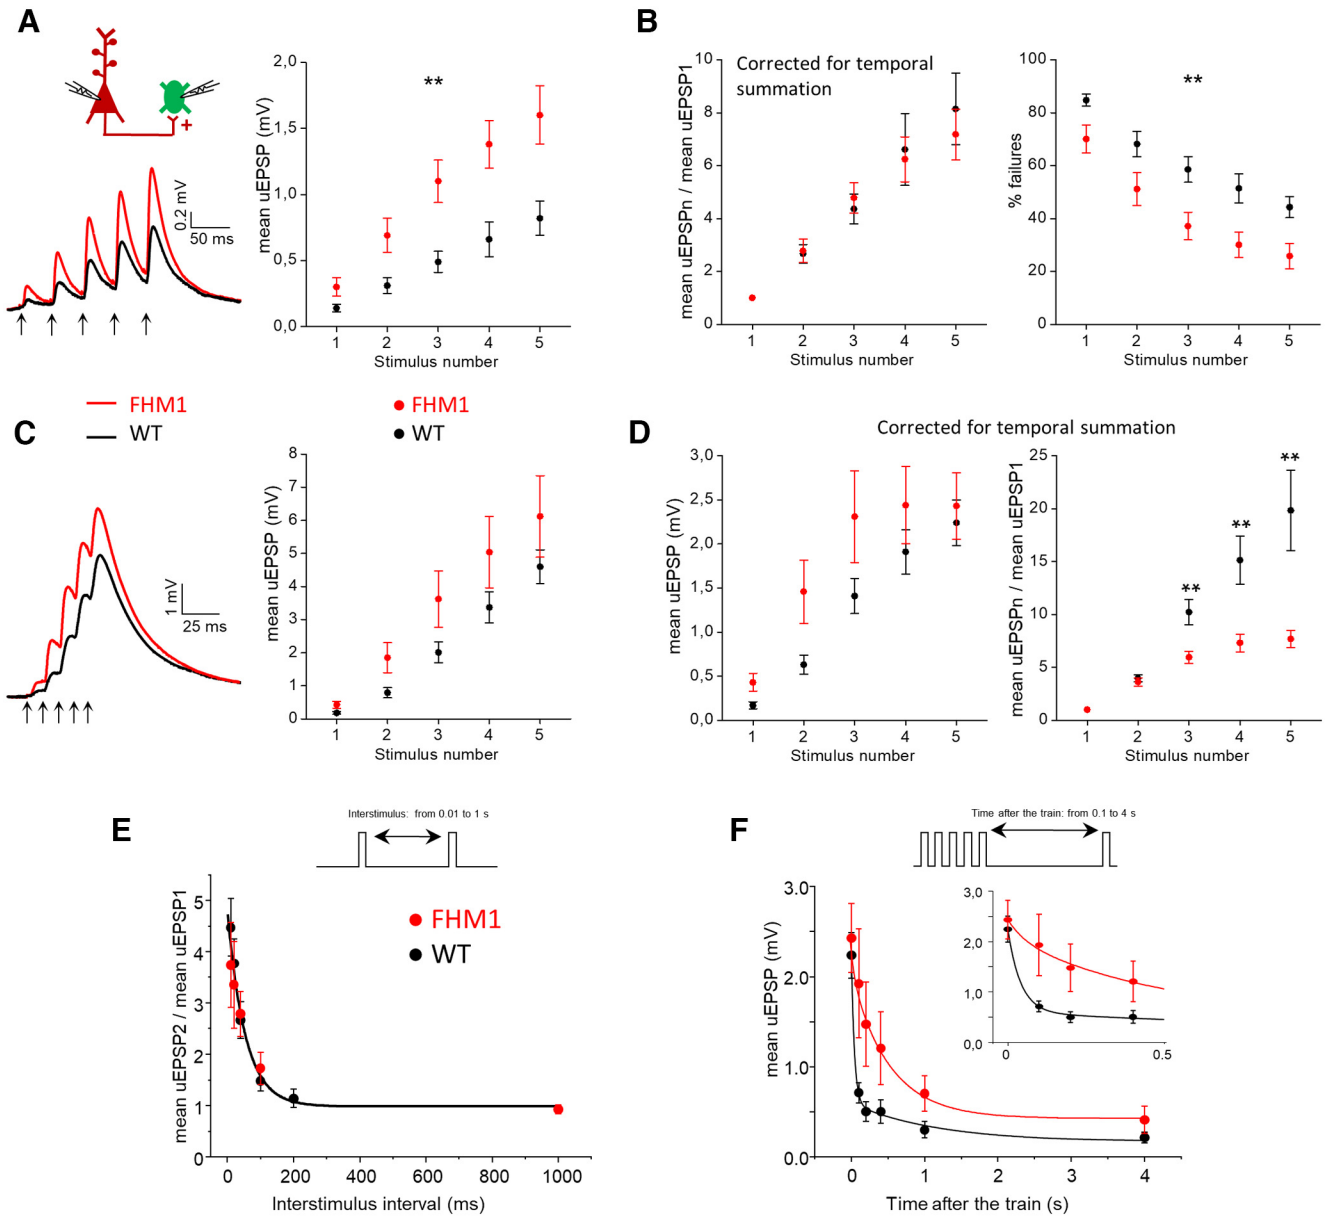 A
+
0.2 mV
50 ms
mean uEPSP (mV)
2,0
1,5
1,0
0,5
0,0
**
1 2 3 4 5
Stimulus number
B
mean uEPSPn / mean uEPSP1
10
8
6
4
2
0
Corrected for temporal
summation
1 2 3 4 5
Stimulus number
% failures
100
80
60
40
20
0
**
1 2 3 4 5
Stimulus number
FHM1
WT
FHM1
WT
C
1 mV
25 ms
mean uEPSP (mV)
8
7
6
5
4
3
2
1
0
1 2 3 4 5
Stimulus number
D
Corrected for temporal summation
mean uEPSP (mV)
3,0
2,5
2,0
1,5
1,0
0,5
0,0
1 2 3 4 5
Stimulus number
mean uEPSPn / mean uEPSP1
25
20
15
10
5
0
**
**
**
1 2 3 4 5
Stimulus number
E
Interstimulus: from 0.01 to 1 s
mean uEPSP2 / mean uEPSP1
5
4
3
2
1
0
FHM1
WT
0 200 400 600 800 1000
Interstimulus interval (ms)
F
Time after the train: from 0.1 to 4 s
mean uEPSP (mV)
3.0
2.0
1.0
0.0
3,0
2,0
1,0
0,0
0 0.5
0 1 2 3 4
Time after the train (s)